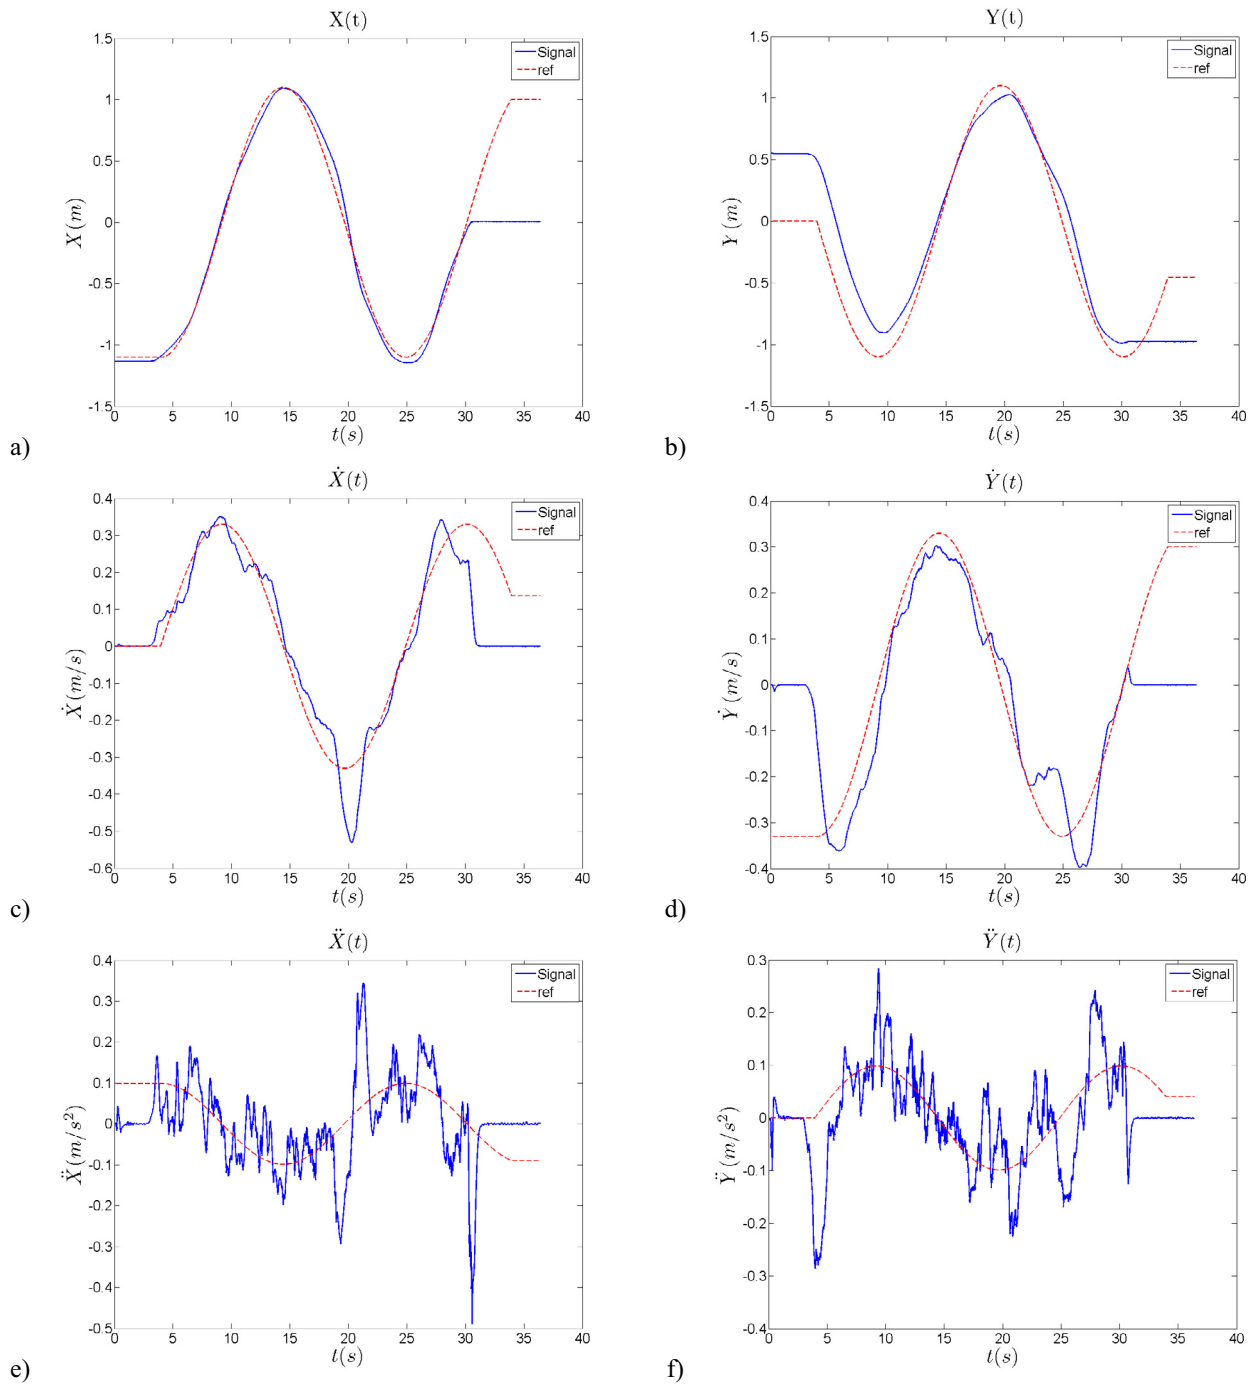 X(t)
1.5
1
0.5
0
-0.5
-1
-1.5
X (m)
Signal
ref
0 5 10 15 20 25 30 35 40
t(s)
a)
Y(t)
1.5
1
0.5
0
-0.5
-1
-1.5
Y (m)
Signal
ref
0 5 10 15 20 25 30 35 40
t(s)
b)
Ẋ(t)
0.4
0.3
0.2
0.1
0
-0.1
-0.2
-0.3
-0.4
-0.5
-0.6
Ẋ (m/s)
Signal
ref
0 5 10 15 20 25 30 35 40
t(s)
c)
Ẏ(t)
0.4
0.3
0.2
0.1
0
-0.1
-0.2
-0.3
-0.4
Ẏ (m/s)
Signal
ref
0 5 10 15 20 25 30 35 40
t(s)
d)
Ẍ(t)
0.4
0.3
0.2
0.1
0
-0.1
-0.2
-0.3
-0.4
-0.5
Ẍ (m/s²)
Signal
ref
0 5 10 15 20 25 30 35 40
t(s)
e)
Ÿ(t)
0.3
0.2
0.1
0
-0.1
-0.2
-0.3
-0.4
Ÿ (m/s²)
Signal
ref
0 5 10 15 20 25 30 35 40
t(s)
f)